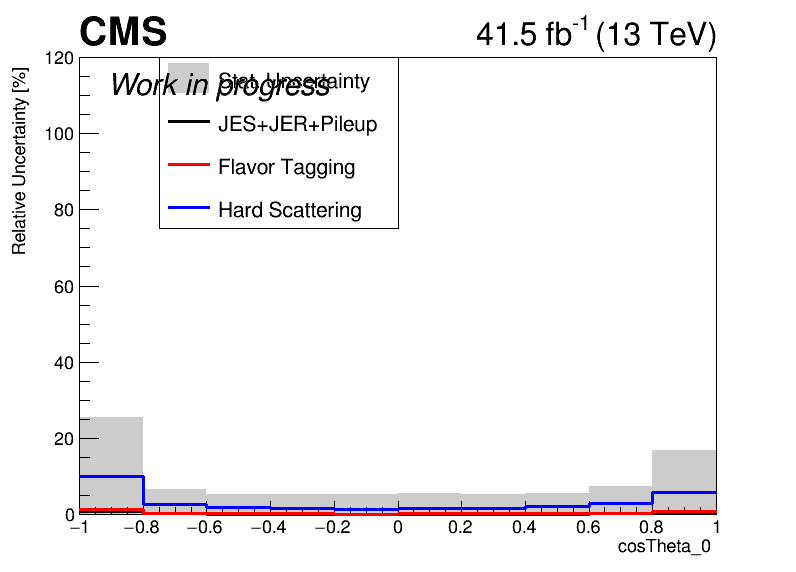 CMS
41.5 fb-1 (13 TeV)
Relative Uncertainty [%]
120
100
80
60
40
20
0
Work in progress
Stat. Uncertainty
JES+JER+Pileup
Flavor Tagging
Hard Scattering
−1 −0.8 −0.6 −0.4 −0.2 0 0.2 0.4 0.6 0.8 1
cosTheta_0